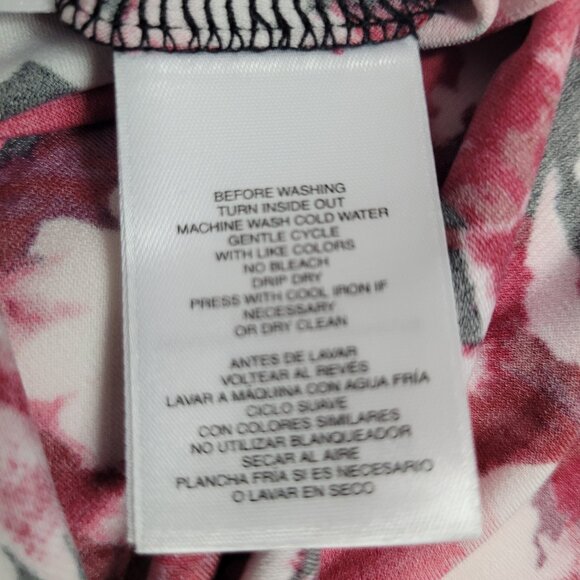 BEFORE WASHING
TURN INSIDE OUT
MACHINE WASH COLD WATER
GENTLE CYCLE
WITH LIKE COLORS
NO BLEACH
DRIP DRY
PRESS WITH COOL IRON IF
NECESSARY
OR DRY CLEAN
ANTES DE LAVAR
VOLTEAR AL REVÉS
LAVAR A MÁQUINA CON AGUA FRÍA
CICLO SUAVE
CON COLORES SIMILARES
NO UTILIZAR BLANQUEADOR
SECAR AL AIRE
PLANCHA FRÍA SI ES NECESARIO
O LAVAR EN SECO